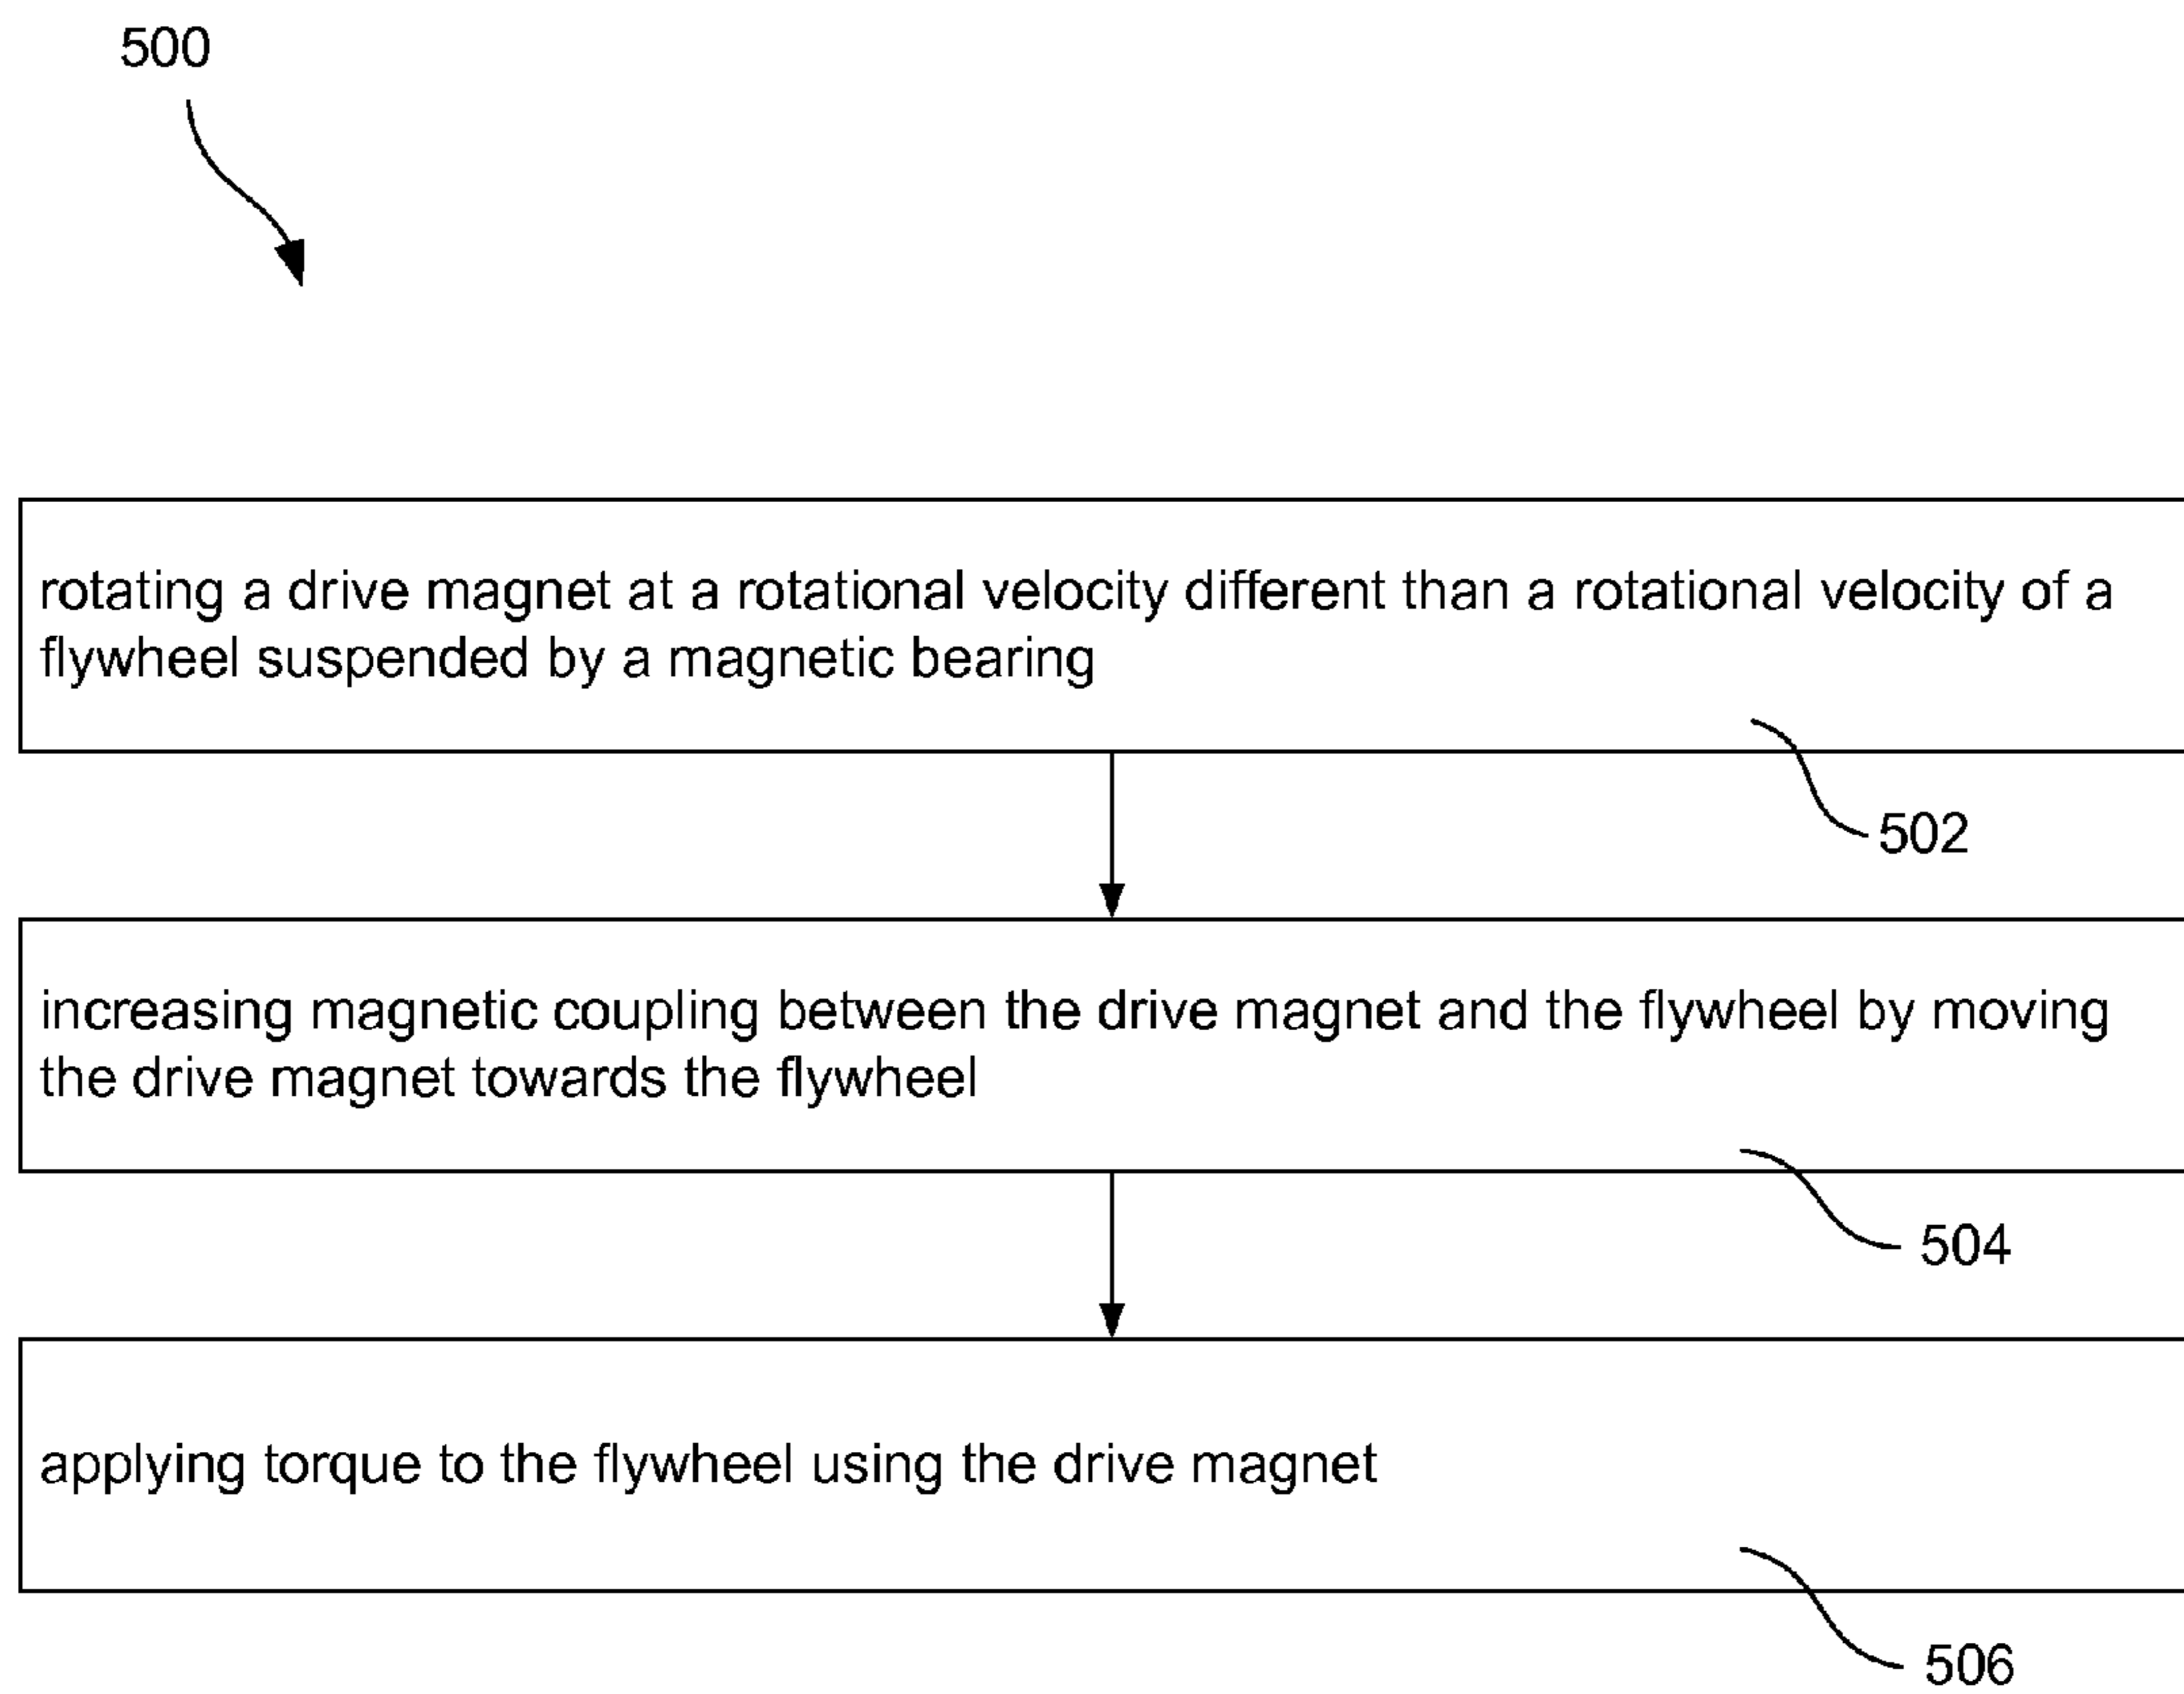 500
rotating a drive magnet at a rotational velocity different than a rotational velocity of a
flywheel suspended by a magnetic bearing
502
increasing magnetic coupling between the drive magnet and the flywheel by moving
the drive magnet towards the flywheel
504
applying torque to the flywheel using the drive magnet
506